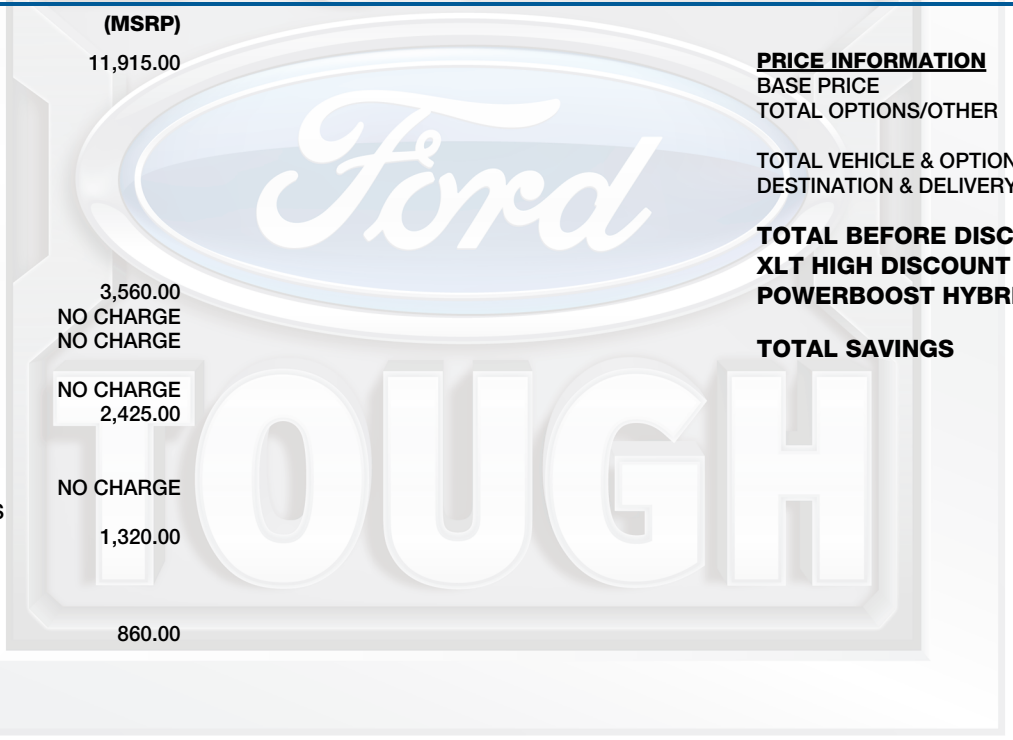 (MSRP)
11,915.00
3,560.00
NO CHARGE
NO CHARGE
NO CHARGE
2,425.00
NO CHARGE
S
1,320.00
860.00
PRICE INFORMATION
BASE PRICE
TOTAL OPTIONS/OTHER
TOTAL VEHICLE & OPTION
DESTINATION & DELIVERY
TOTAL BEFORE DISC
XLT HIGH DISCOUNT
POWERBOOST HYBRI
TOTAL SAVINGS
Ford
TOUGH